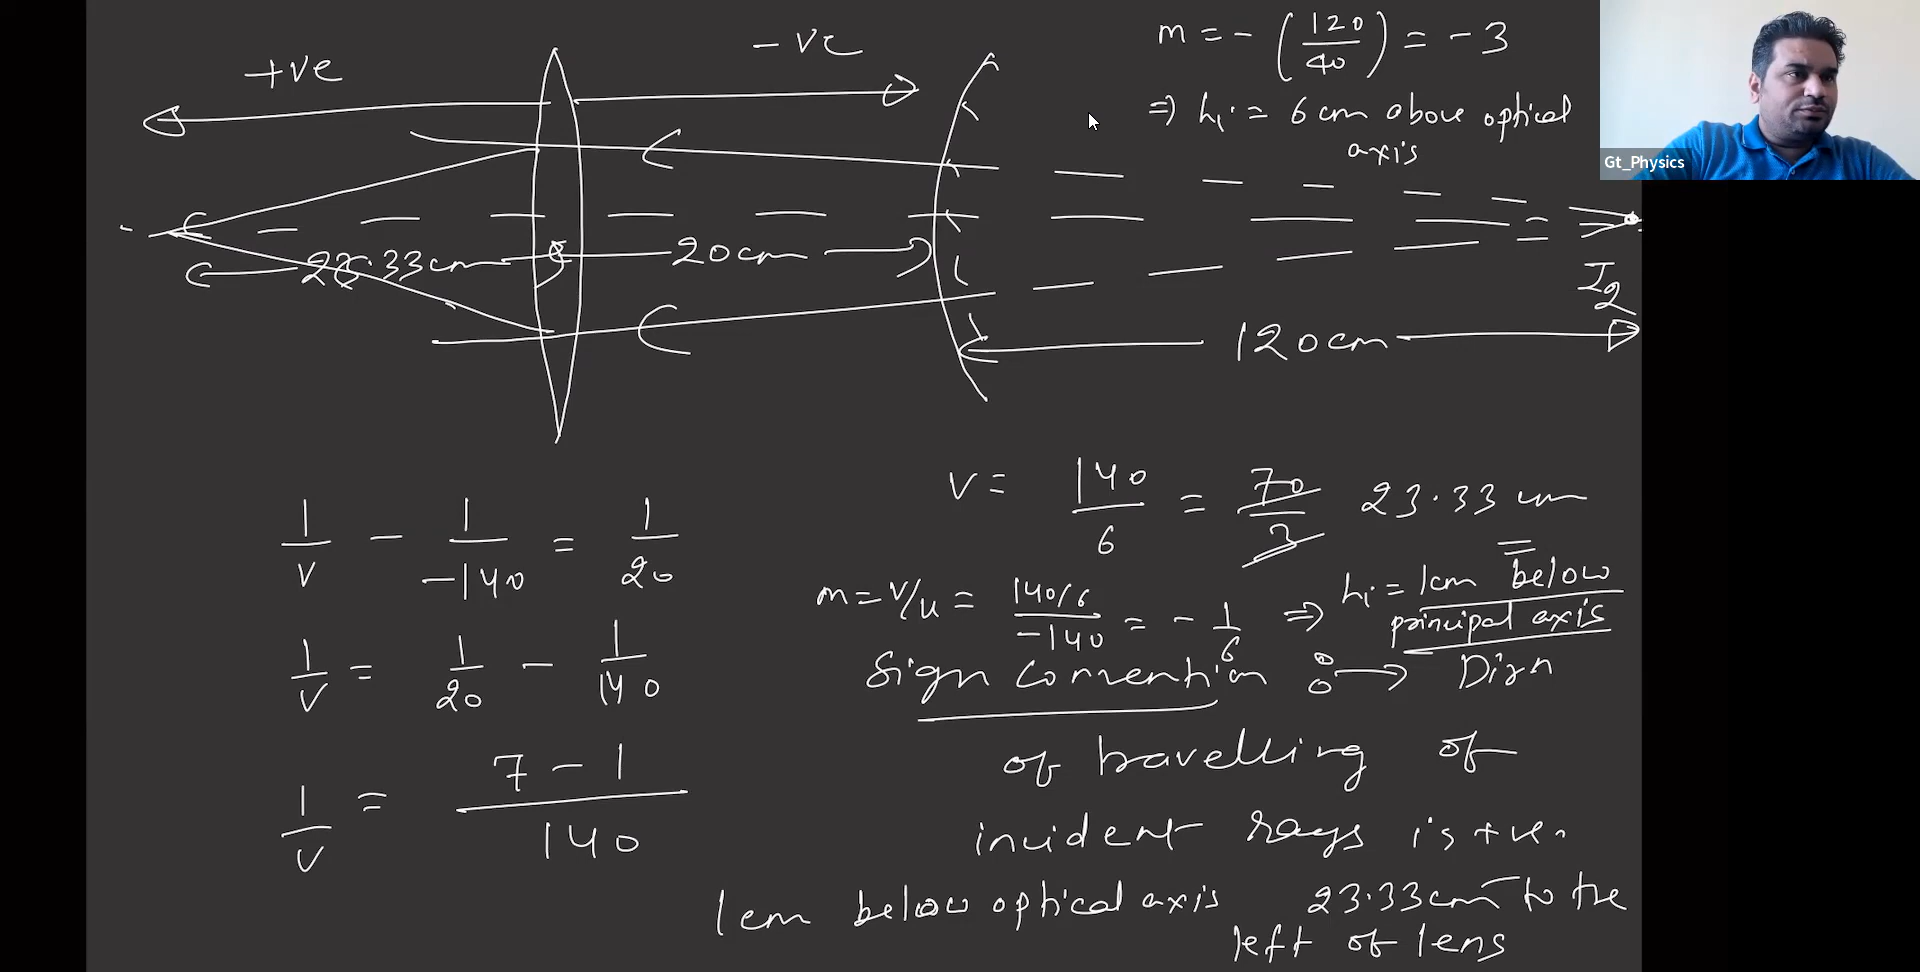 +ve
- ve
m = - (120/40) = - 3
⇒ hi = 6 cm above optical
axis
Gt_Physics
23.33 cm
20 cm
I2
120 cm
v = 140/6 = 70/3 23.33 cm
1/v - 1/-140 = 1/20
m = v/u = 140/6/-140 = - 1/6 ⇒ hi = 1cm below
principal axis
1/v = 1/20 - 1/140
Sign convention : → Dirn
of travelling of
incident rays is +ve.
1/v = 7 - 1/140
1cm below optical axis 23.33cm to the
left of lens